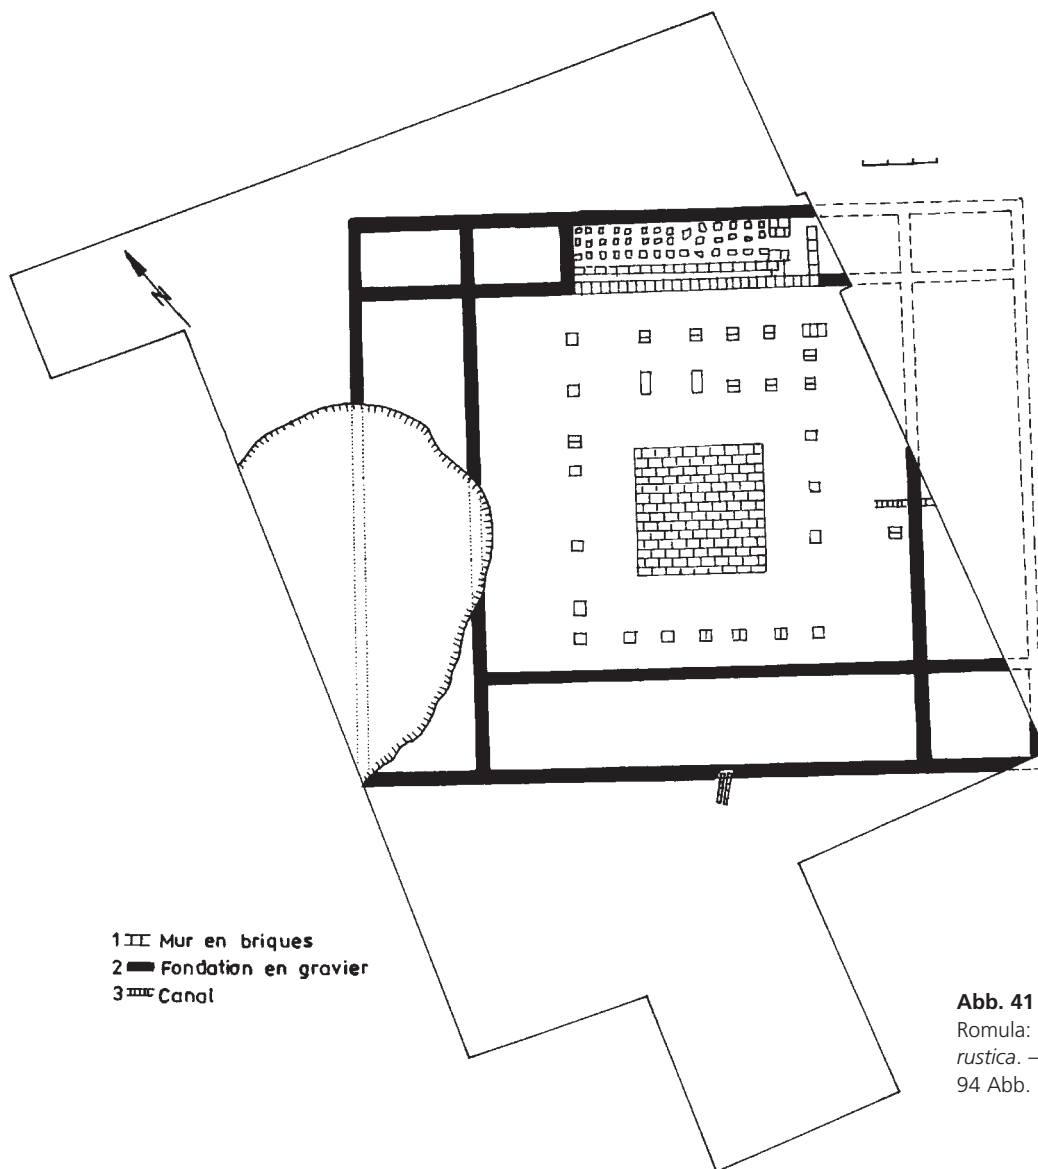 N
1 Mur en briques
2 Fondation en gravier
3 Canal
Abb. 41
Romula:
rustica. –
94 Abb.